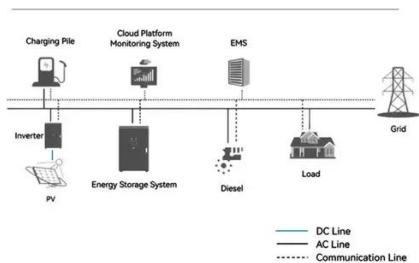 Charging Pile
Cloud Platform
Monitoring System
EMS
Grid
Inverter
PV
Energy Storage System
Diesel
Load
DC Line
AC Line
Communication Line